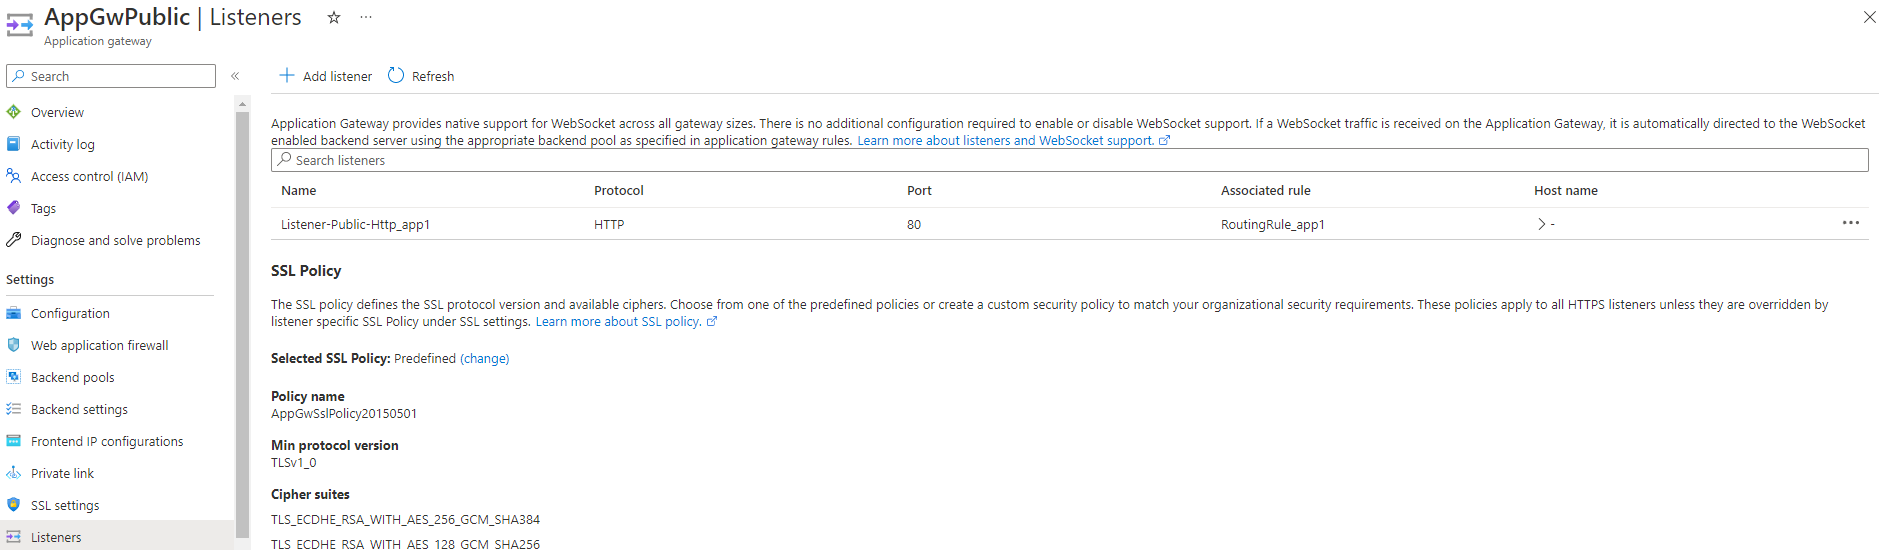 AppGwPublic | Listeners
Application gateway
Search
Overview
Activity log
Access control (IAM)
Tags
Diagnose and solve problems
Settings
Configuration
Web application firewall
Backend pools
Backend settings
Frontend IP configurations
Private link
SSL settings
Listeners
Add listener Refresh
Application Gateway provides native support for WebSocket across all gateway sizes. There is no additional configuration required to enable or disable WebSocket support. If a WebSocket traffic is received on the Application Gateway, it is automatically directed to the WebSocket
enabled backend server using the appropriate backend pool as specified in application gateway rules. Learn more about listeners and WebSocket support.
Search listeners
Name Protocol Port Associated rule Host name
Listener-Public-Http_app1 HTTP 80 RoutingRule_app1 -
SSL Policy
The SSL policy defines the SSL protocol version and available ciphers. Choose from one of the predefined policies or create a custom security policy to match your organizational security requirements. These policies apply to all HTTPS listeners unless they are overridden by
listener specific SSL Policy under SSL settings. Learn more about SSL policy.
Selected SSL Policy: Predefined (change)
Policy name
AppGwSslPolicy20150501
Min protocol version
TLSv1_0
Cipher suites
TLS_ECDHE_RSA_WITH_AES_256_GCM_SHA384
TLS_ECDHE_RSA_WITH_AES_128_GCM_SHA256